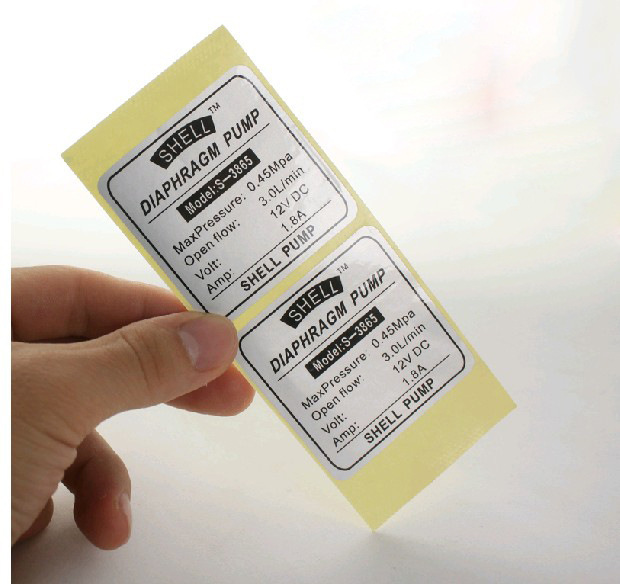 SHELL™
DIAPHRAGM PUMP
Model:S-3865
MaxPressure: 0.45Mpa
Open flow: 3.0L/min
Volt: 12V DC
Amp: 1.8A
SHELL PUMP
SHELL™
DIAPHRAGM PUMP
Model:S-3865
MaxPressure: 0.45Mpa
Open flow: 3.0L/min
Volt: 12V DC
Amp: 1.8A
SHELL PUMP